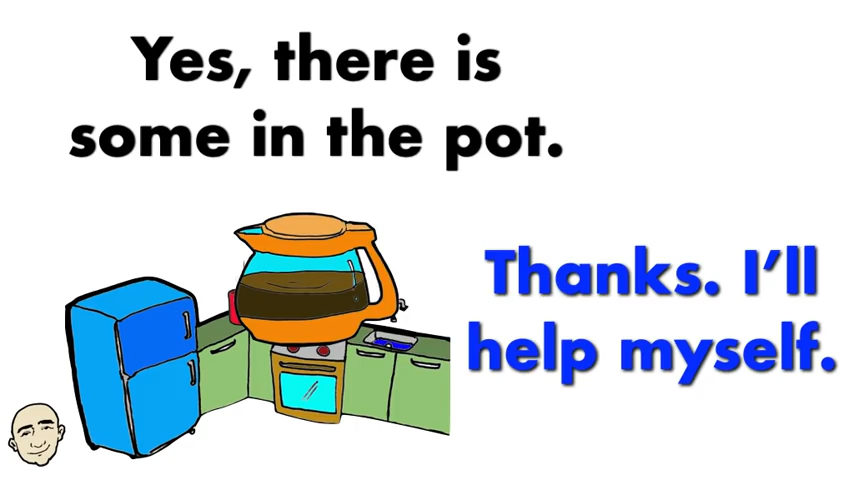 Yes, there is
some in the pot.
Thanks. I'll
help myself.